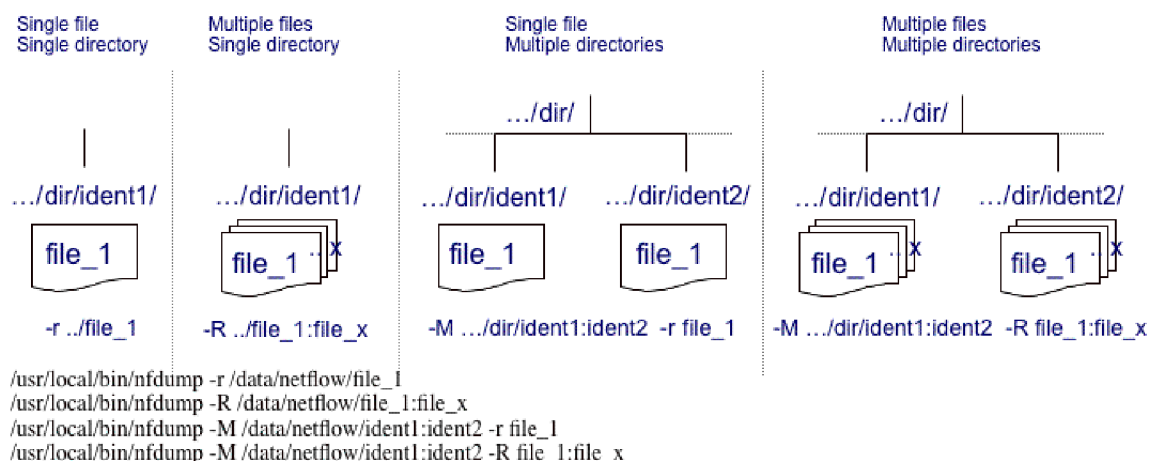 Single file
Single directory
Multiple files
Single directory
Single file
Multiple directories
Multiple files
Multiple directories
…/dir/
…/dir/
…/dir/ident1/
…/dir/ident1/
…/dir/ident1/
…/dir/ident2/
…/dir/ident1/
…/dir/ident2/
file_1
file_1 .. x
file_1
file_1
file_1 .. x
file_1 .. x
-r ../file_1
-R ../file_1:file_x
-M …/dir/ident1:ident2 -r file_1
-M …/dir/ident1:ident2 -R file_1:file_x
/usr/local/bin/nfdump -r /data/netflow/file_1
/usr/local/bin/nfdump -R /data/netflow/file_1:file_x
/usr/local/bin/nfdump -M /data/netflow/ident1:ident2 -r file_1
/usr/local/bin/nfdump -M /data/netflow/ident1:ident2 -R file_1:file_x